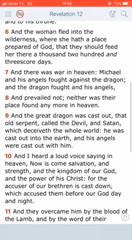 Revelation 12
and to his throne.
6 And the woman fled into the
wilderness, where she hath a place
prepared of God, that they should feed
her there a thousand two hundred and
threescore days.
7 And there was war in heaven: Michael
and his angels fought against the dragon;
and the dragon fought and his angels,
8 And prevailed not; neither was their
place found any more in heaven.
9 And the great dragon was cast out, that
old serpent, called the Devil, and Satan,
which deceiveth the whole world: he was
cast out into the earth, and his angels
were cast out with him.
10 And I heard a loud voice saying in
heaven, Now is come salvation, and
strength, and the kingdom of our God,
and the power of his Christ: for the
accuser of our brethren is cast down,
which accused them before our God day
and night.
11 And they overcame him by the blood of
the Lamb, and by the word of their